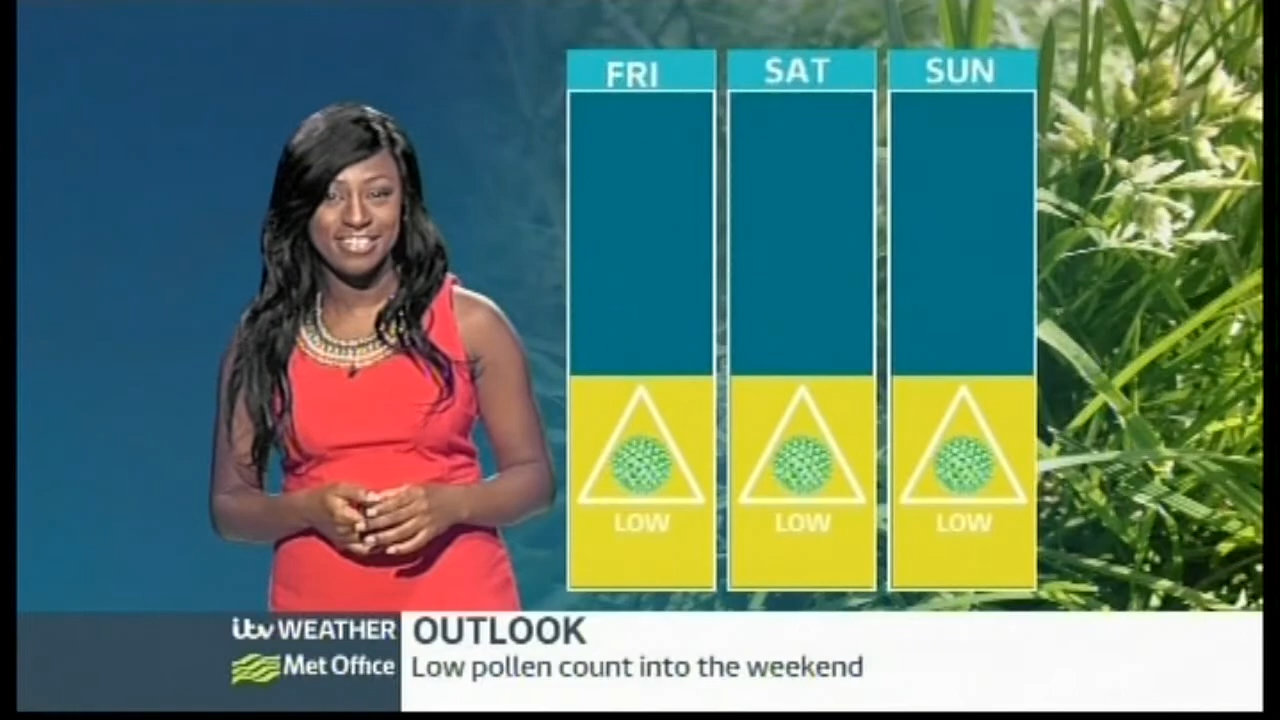 FRI SAT SUN
LOW LOW LOW
itv WEATHER
Met Office
OUTLOOK
Low pollen count into the weekend